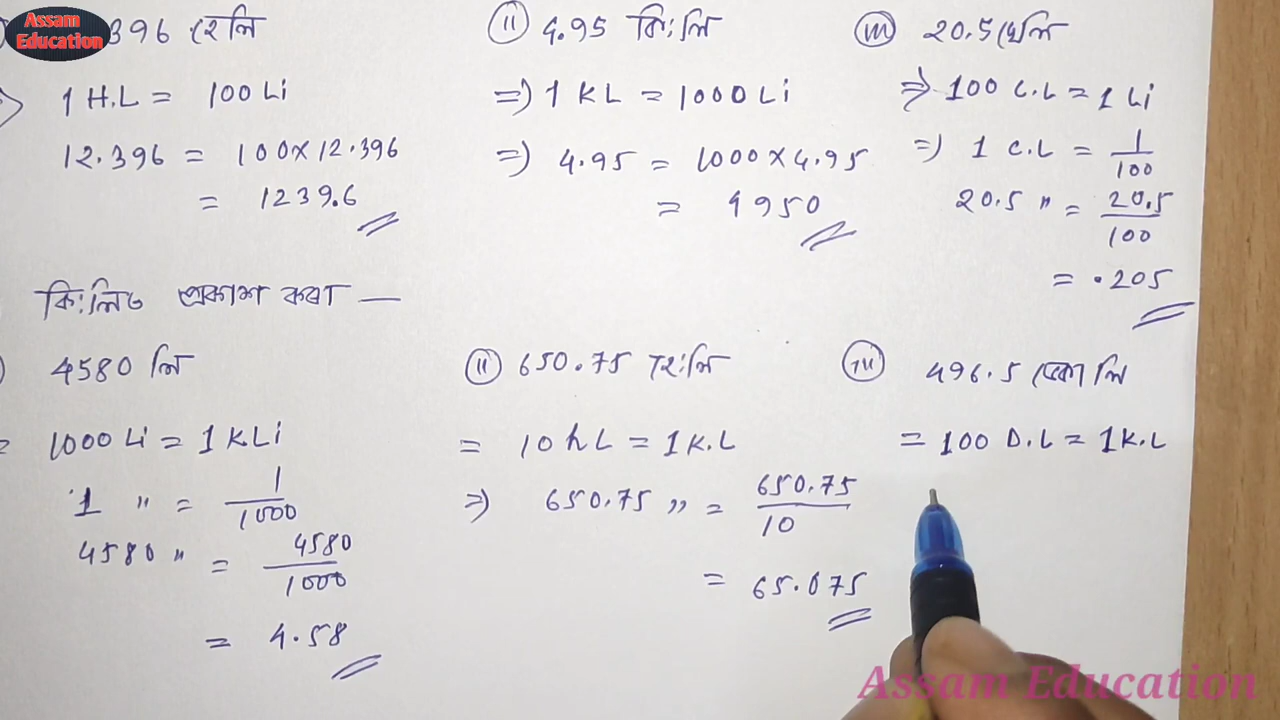 Assam
Education
396 হেলি
1 H.L = 100 Li
12.396 = 100 x 12.396
= 1239.6
(II) 4.95 কি:লি
=> 1 KL = 1000 Li
=> 4.95 = 1000 x 4.95
= 4950
(III) 20.5
=> 100 C.L = 1 Li
=> 1 C.L = 1/100
20.5 " = 20.5/100
= .205
কি:লিত প্ৰকাশ কৰা —
4580 লি
1000 Li = 1 KLi
1 " = 1/1000
4580 " = 4580/1000
= 4.58
(II) 650.75 হে:লি
= 10 hL = 1 K.L
=> 650.75 " = 650.75/10
= 65.075
(III) 496.5 ডেকা লি
= 100 D.L = 1 K.L
Assam Education